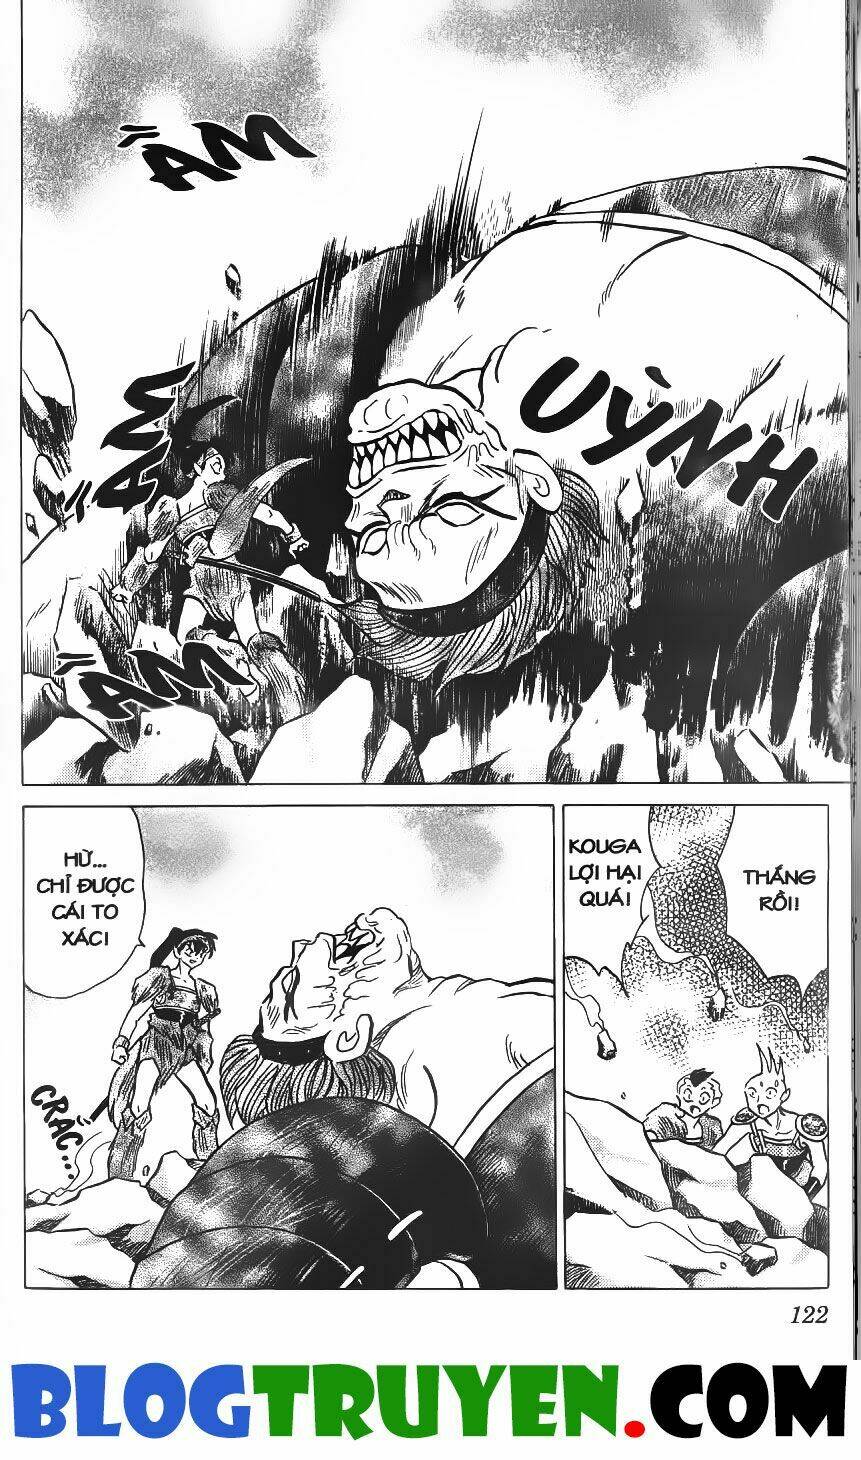 ẦM
UỲNH
ẦM
ẦM
HỪ...
CHỈ ĐƯỢC
CÁI TO
XÁC!
CRẮC...
KOUGA
LỢI HẠI
QUÁ!
THẮNG
RỒI!
122
BLOGTRUYEN.COM